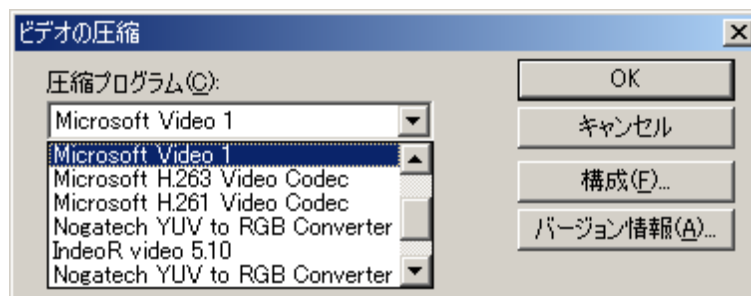 ビデオの圧縮
圧縮プログラム(C):
Microsoft Video 1
Microsoft Video 1
Microsoft H.263 Video Codec
Microsoft H.261 Video Codec
Nogatech YUV to RGB Converter
IndeoR video 5.10
Nogatech YUV to RGB Converter
OK
キャンセル
構成(F)...
バージョン情報(A)...